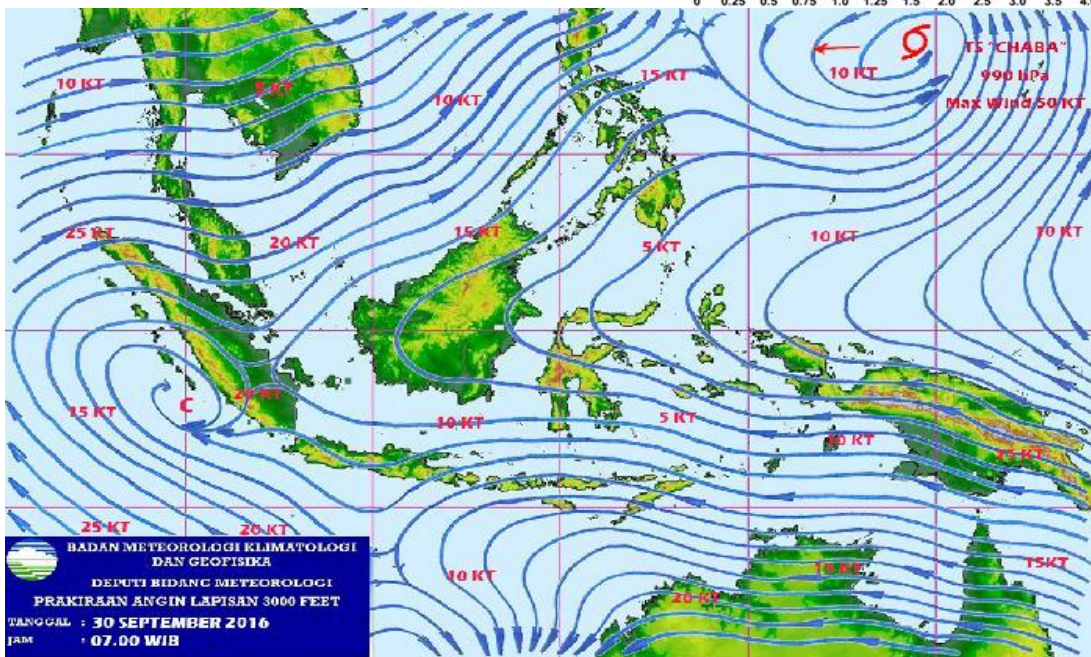 0 0.25 0.5 0.75 1.0 1.25 1.5 2.0 2.5 3.0 3.5 4.0
TS "CHABA"
990 hPa
Max Wind 50 KT
10 KT
15 KT
10 KT
5 KT
10 KT
25 KT
20 KT
15 KT
5 KT
10 KT
10 KT
15 KT
C
20 KT
10 KT
5 KT
10 KT
15 KT
25 KT
20 KT
10 KT
20 KT
15 KT
15KT
BADAN METEOROLOGI KLIMATOLOGI
DAN GEOFISIKA
DEPUTI BIDANG METEOROLOGI
PRAKIRAAN ANGIN LAPISAN 3000 FEET
TANGGAL : 30 SEPTEMBER 2016
JAM : 07.00 WIB